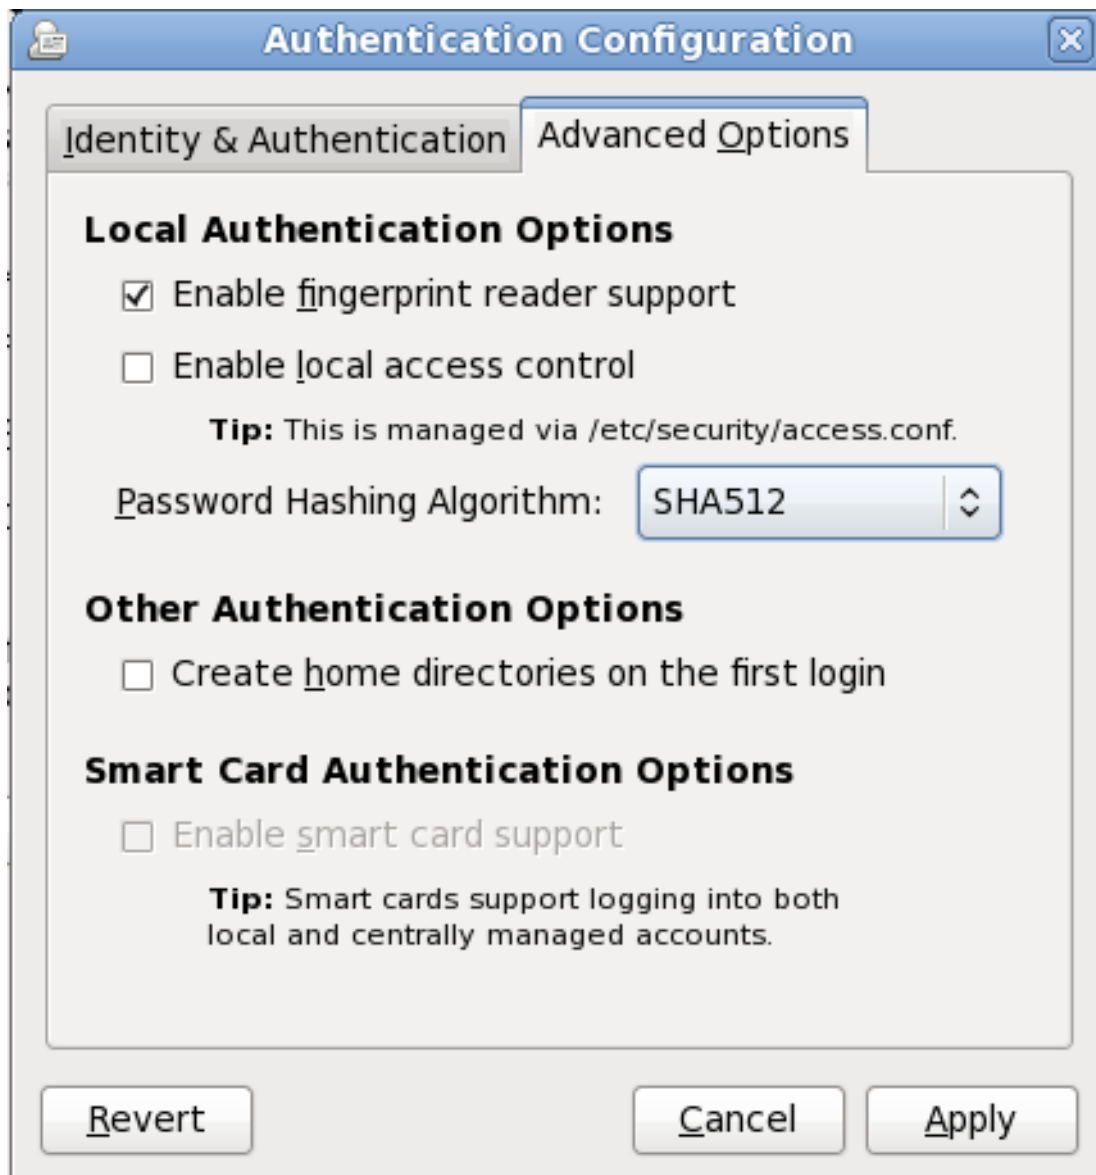 Authentication Configuration
Identity & Authentication
Advanced Options
Local Authentication Options
Enable fingerprint reader support
Enable local access control
Tip: This is managed via /etc/security/access.conf.
Password Hashing Algorithm: SHA512
Other Authentication Options
Create home directories on the first login
Smart Card Authentication Options
Enable smart card support
Tip: Smart cards support logging into both
local and centrally managed accounts.
Revert
Cancel
Apply